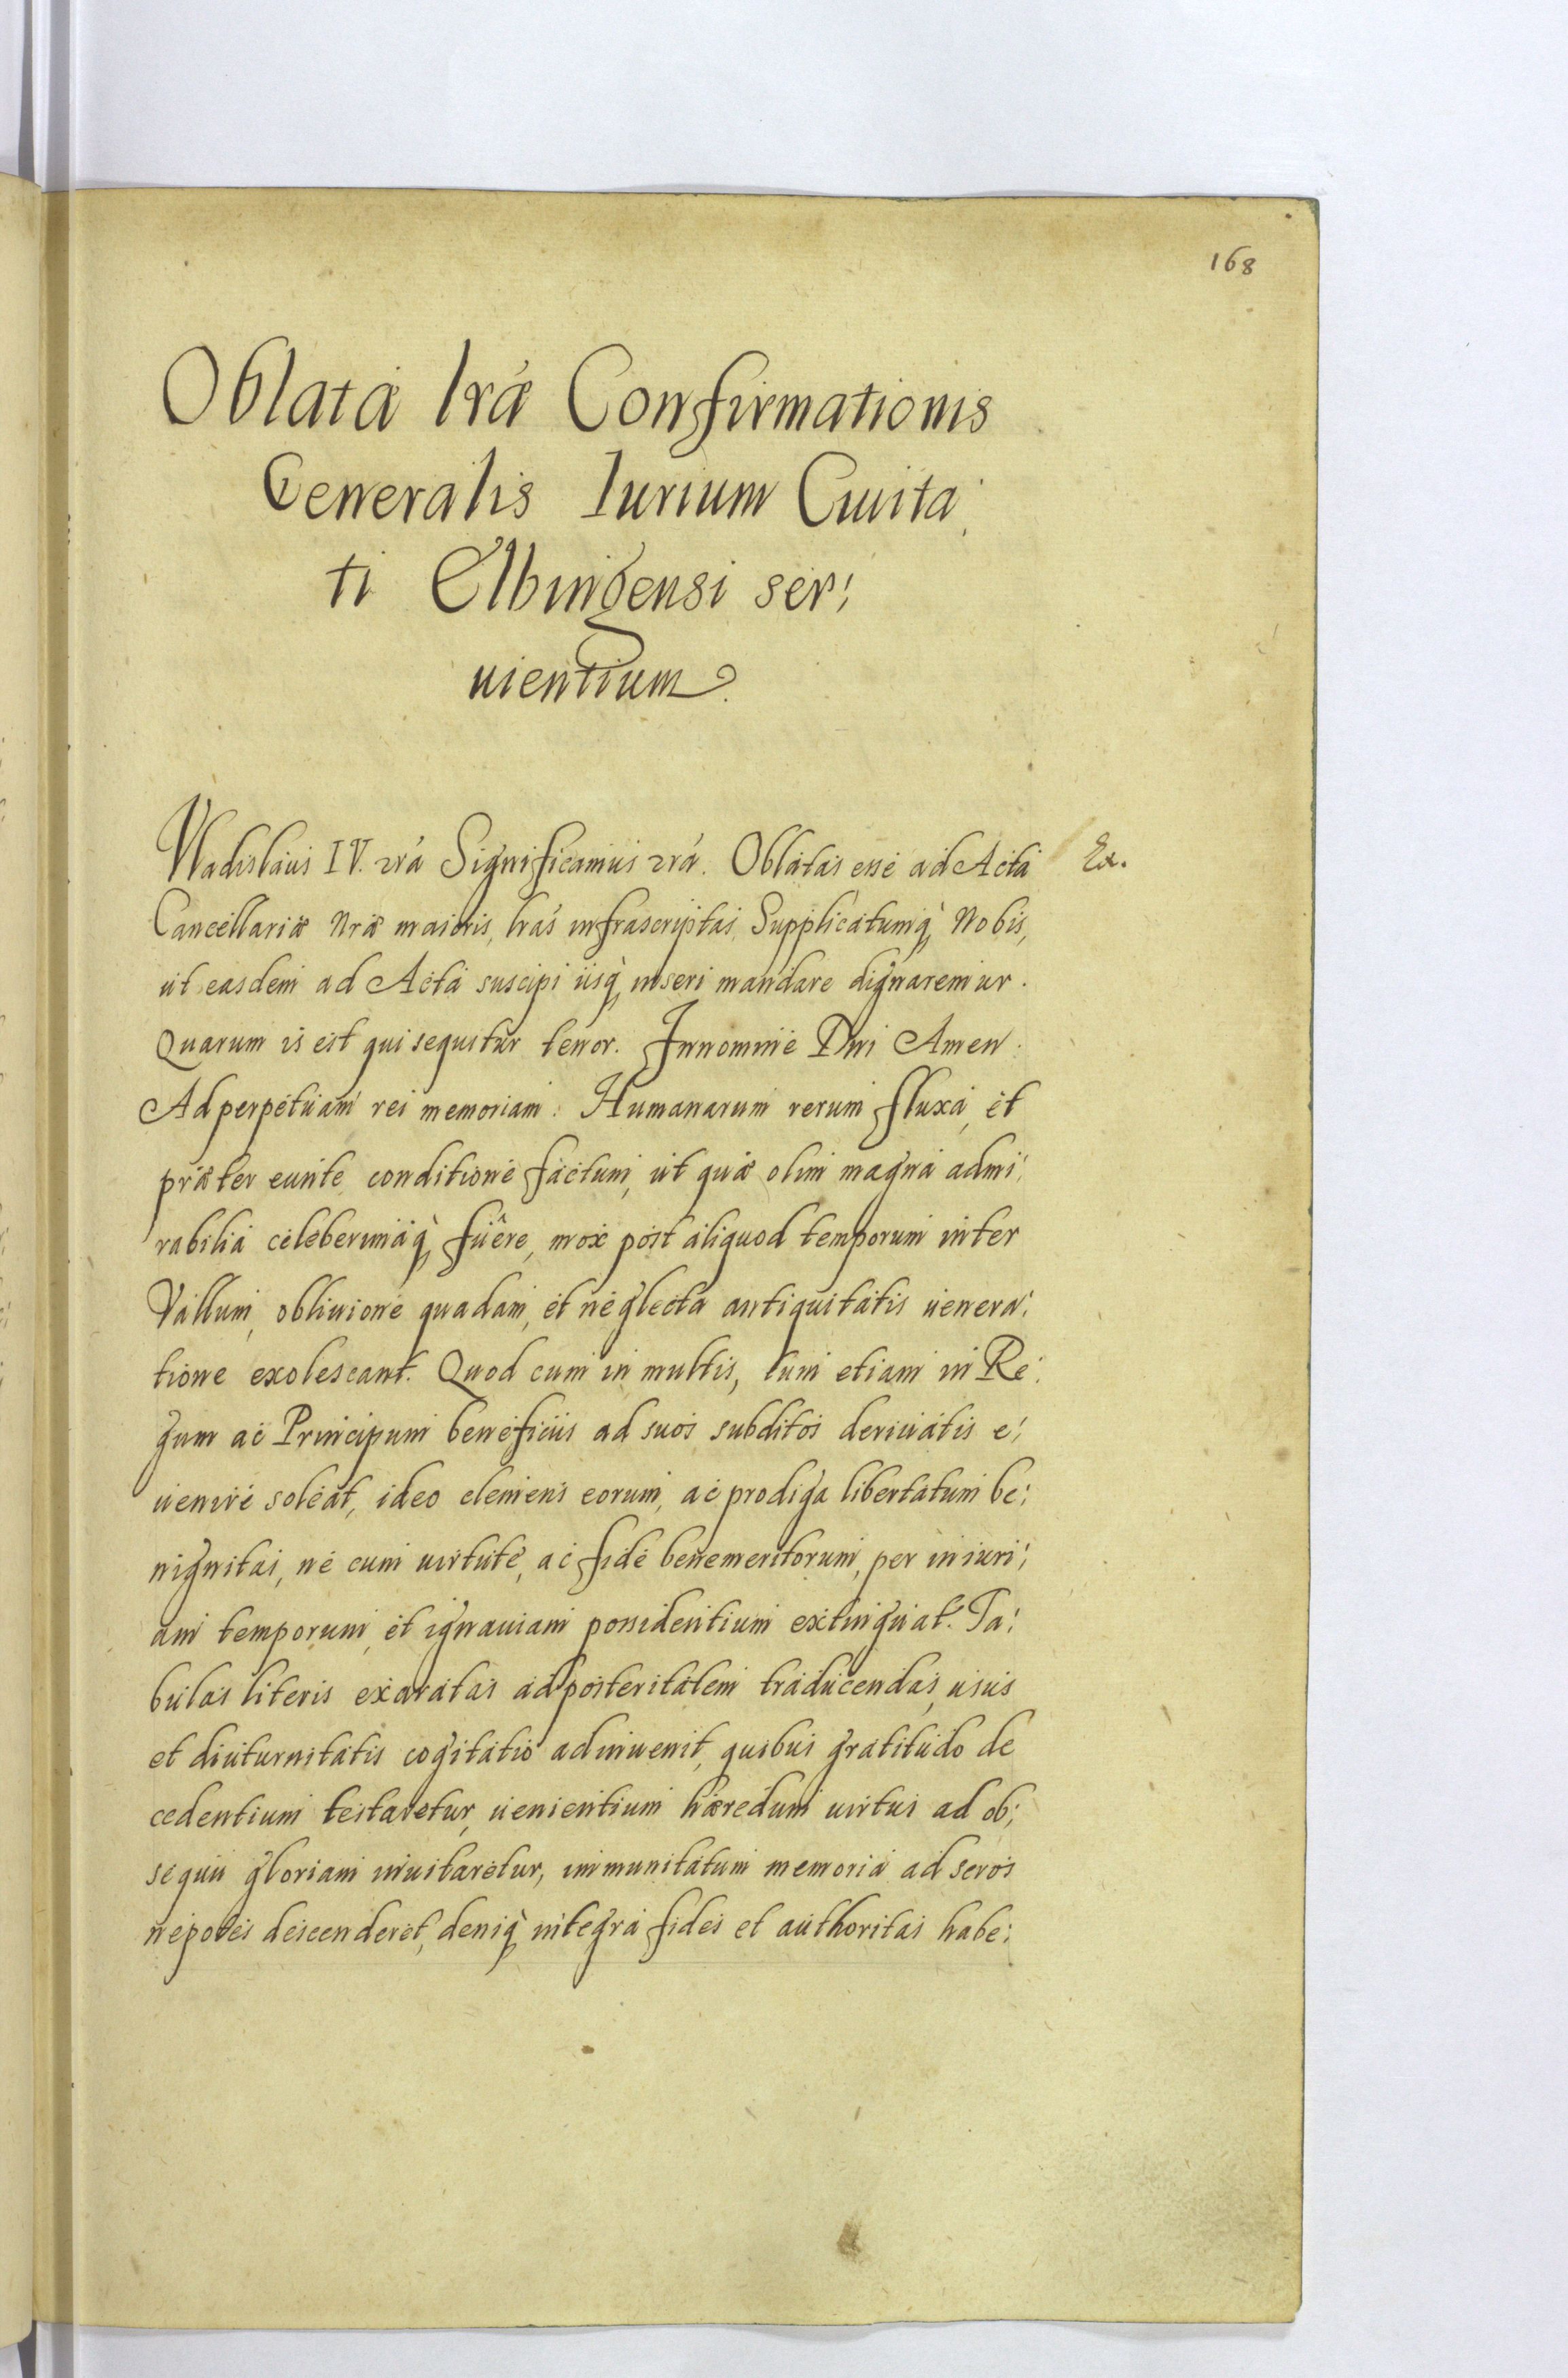 168
Oblata lræ Confirmationis
Generalis Iurium Ciuita:
ti Elbingensi ser:
uientium.
Vladislaus IV. etc̃a Significamus etc̃a. Oblatas esse ad Acta Ex.
Cancellariæ Nræ maioris, lras infrascriptas, Supplicatumq̀ Nobis,
ut easdem ad Acta suscipi iisq̀ inseri mandare dignaremur.
Quarum is est qui sequitur tenor. In nomine Dni Amen.
Ad perpetuam rei memoriam. Humanarum rerum fluxa, et
præter eunte conditione factum, ut quæ olim magna admi:
rabilia celeberimaq̀ fuêre, mox post aliquod temporum inter
Vallum, obliuione quadam, et neglecta antiquitatis uenera:
tione exolescant. Quod cum in multis, tum etiam in Re:
gum ac Principum beneficiis ad suos subditos deriuatis e:
uenire soleat, ideo clemens eorum, ac prodiga libertatum be:
nignitas, ne cum uirtute, ac fide benemeritorum, per iniuri:
am temporum, et ignauiam possidentium extinguat. Ta:
bulas literis exaratas ad posteritatem traducendas, usus
et diuturnitatis cogitatio adinuenit, quibus gratitudo de
cedentium testaretur, uenientium hæredum uirtus ad ob:
sequii gloriam inuitaretur, immunitatum memoria ad seros
nepotes descenderet, deniq̀ integra fides et authoritas habe: